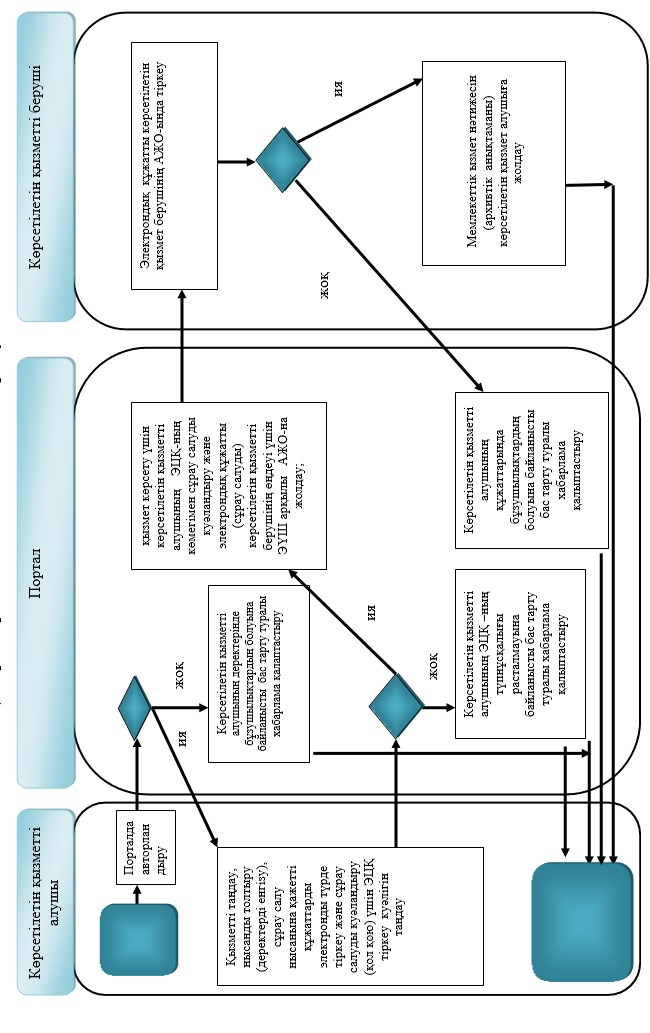 Көрсетілетін қызметті
алушы
Портал
Көрсетілетін қызметті беруші
Порталда
авторлан
дыру
Қызметті таңдау,
нысанды толтыру
(деректерді енгізу),
сұрау салу
нысанына қажетті
құжаттарды
электронды түрде
тіркеу және сұрау
салуды куәландыру
(қол қою) үшін ЭЦҚ
тіркеу куәлігін
таңдау
жоқ
ия
Көрсетілетін қызметті
алушының деректерінде
бұзушылықтардың болуына
байланысты бас тарту туралы
хабарлама қалаптастыру
ия
жоқ
Көрсетілетін қызметті
алушының ЭЦҚ –ның
түпнұсқалығы
расталмауына
байланысты бас тарту
туралы хабарлама
қалыптастыру
қызмет көрсету үшін
көрсетілетін қызметті
алушының ЭЦҚ-ның
көмегімен сұрау салуды
куәландыру және
электрондық құжатты
(сұрау салуды)
көрсетілетін қызметті
берушінің өңдеуі үшін
ЭҮШ арқылы АЖО-на
жолдау;
Көрсетілетін қызметті
алушының
құжаттарында
бұзушылықтардың
болуына байланысты
бас тарту туралы
хабарлама
қалыптастыру
Электрондық құжатты көрсетілетін
қызмет берушінің АЖО-ында тіркеу
ия
жоқ
Мемлекеттік ызмет нәтижесін
(архивтік анықтаманы)
көрсетілетін қызмет алушыға
жолдау